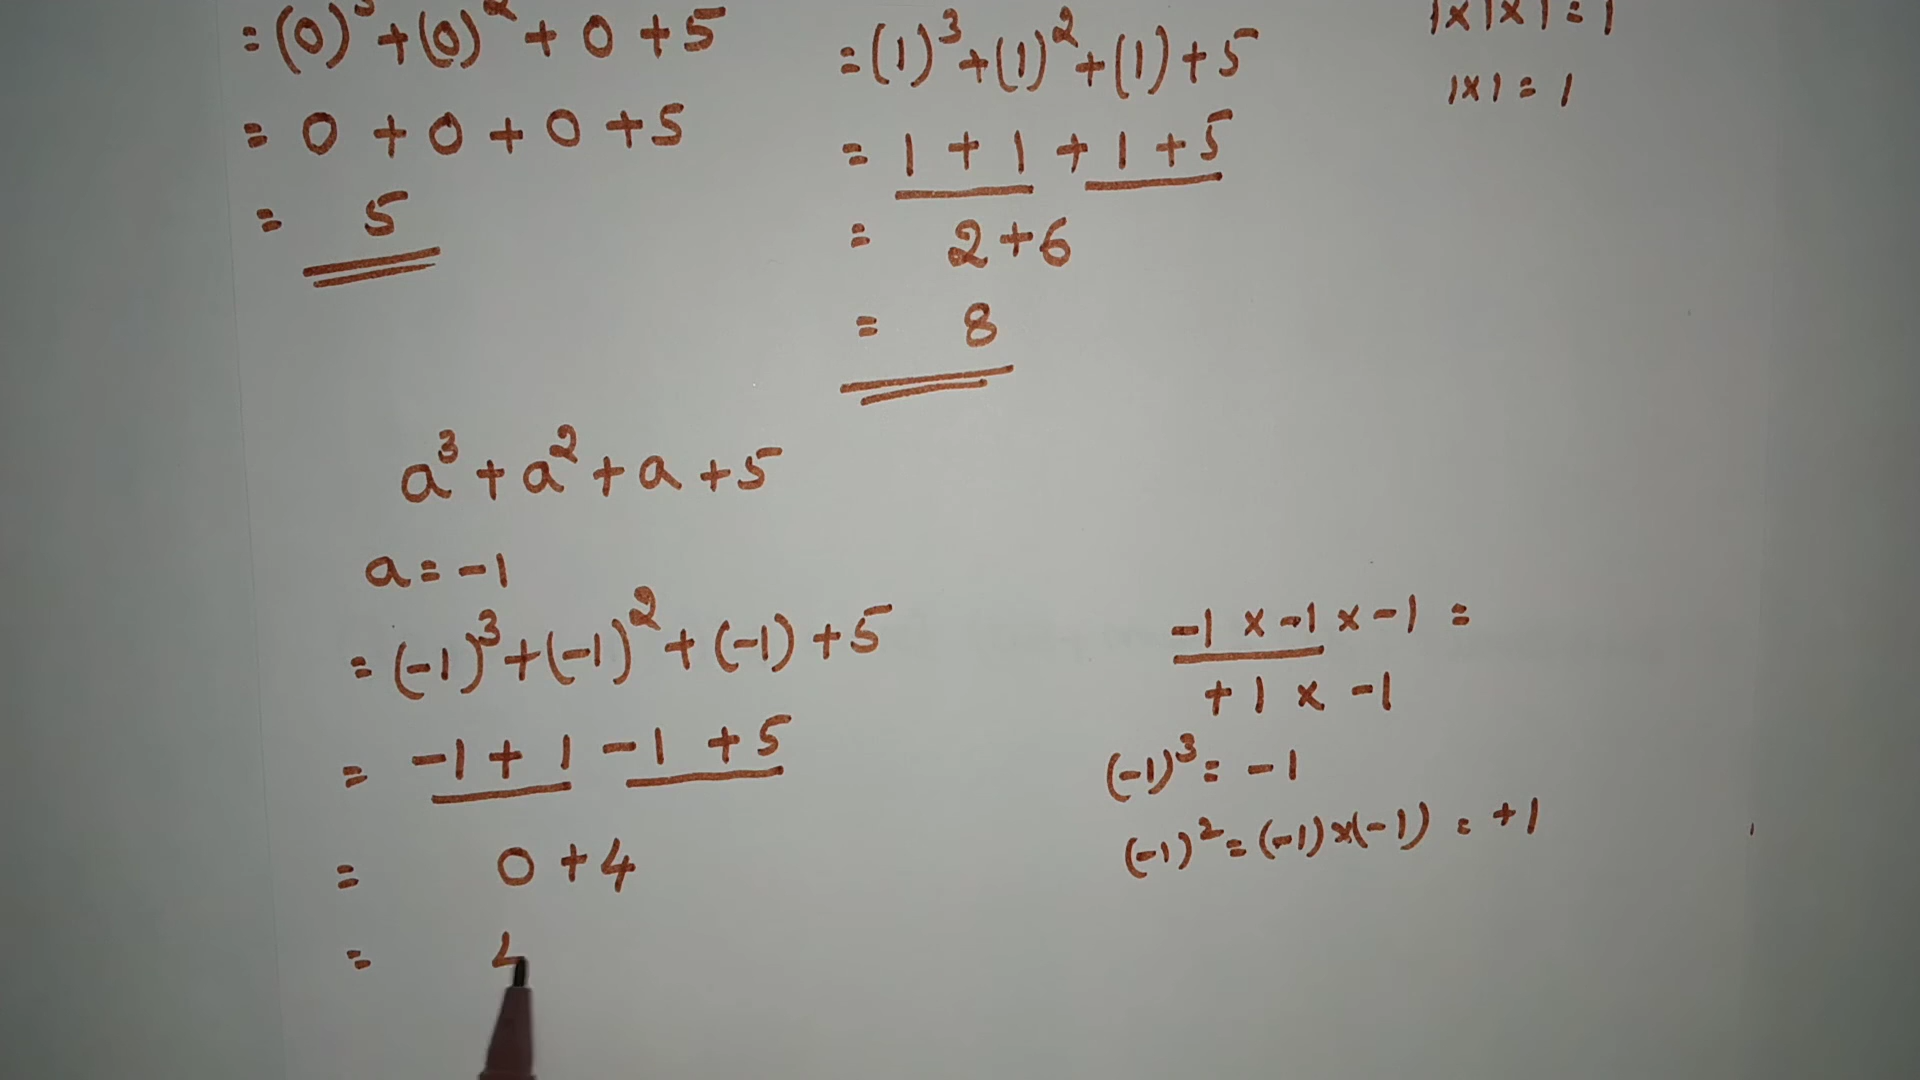 = (0)³ + (0)² + 0 + 5
= 0 + 0 + 0 + 5
= 5
= (1)³ + (1)² + (1) + 5
= 1 + 1 + 1 + 5
= 2 + 6
= 8
1 × 1 × 1 = 1
1 × 1 = 1
a³ + a² + a + 5
a = -1
= (-1)³ + (-1)² + (-1) + 5
= -1 + 1 - 1 + 5
= 0 + 4
= 4
-1 × -1 × -1 =
+1 × -1
(-1)³ = -1
(-1)² = (-1) × (-1) = +1